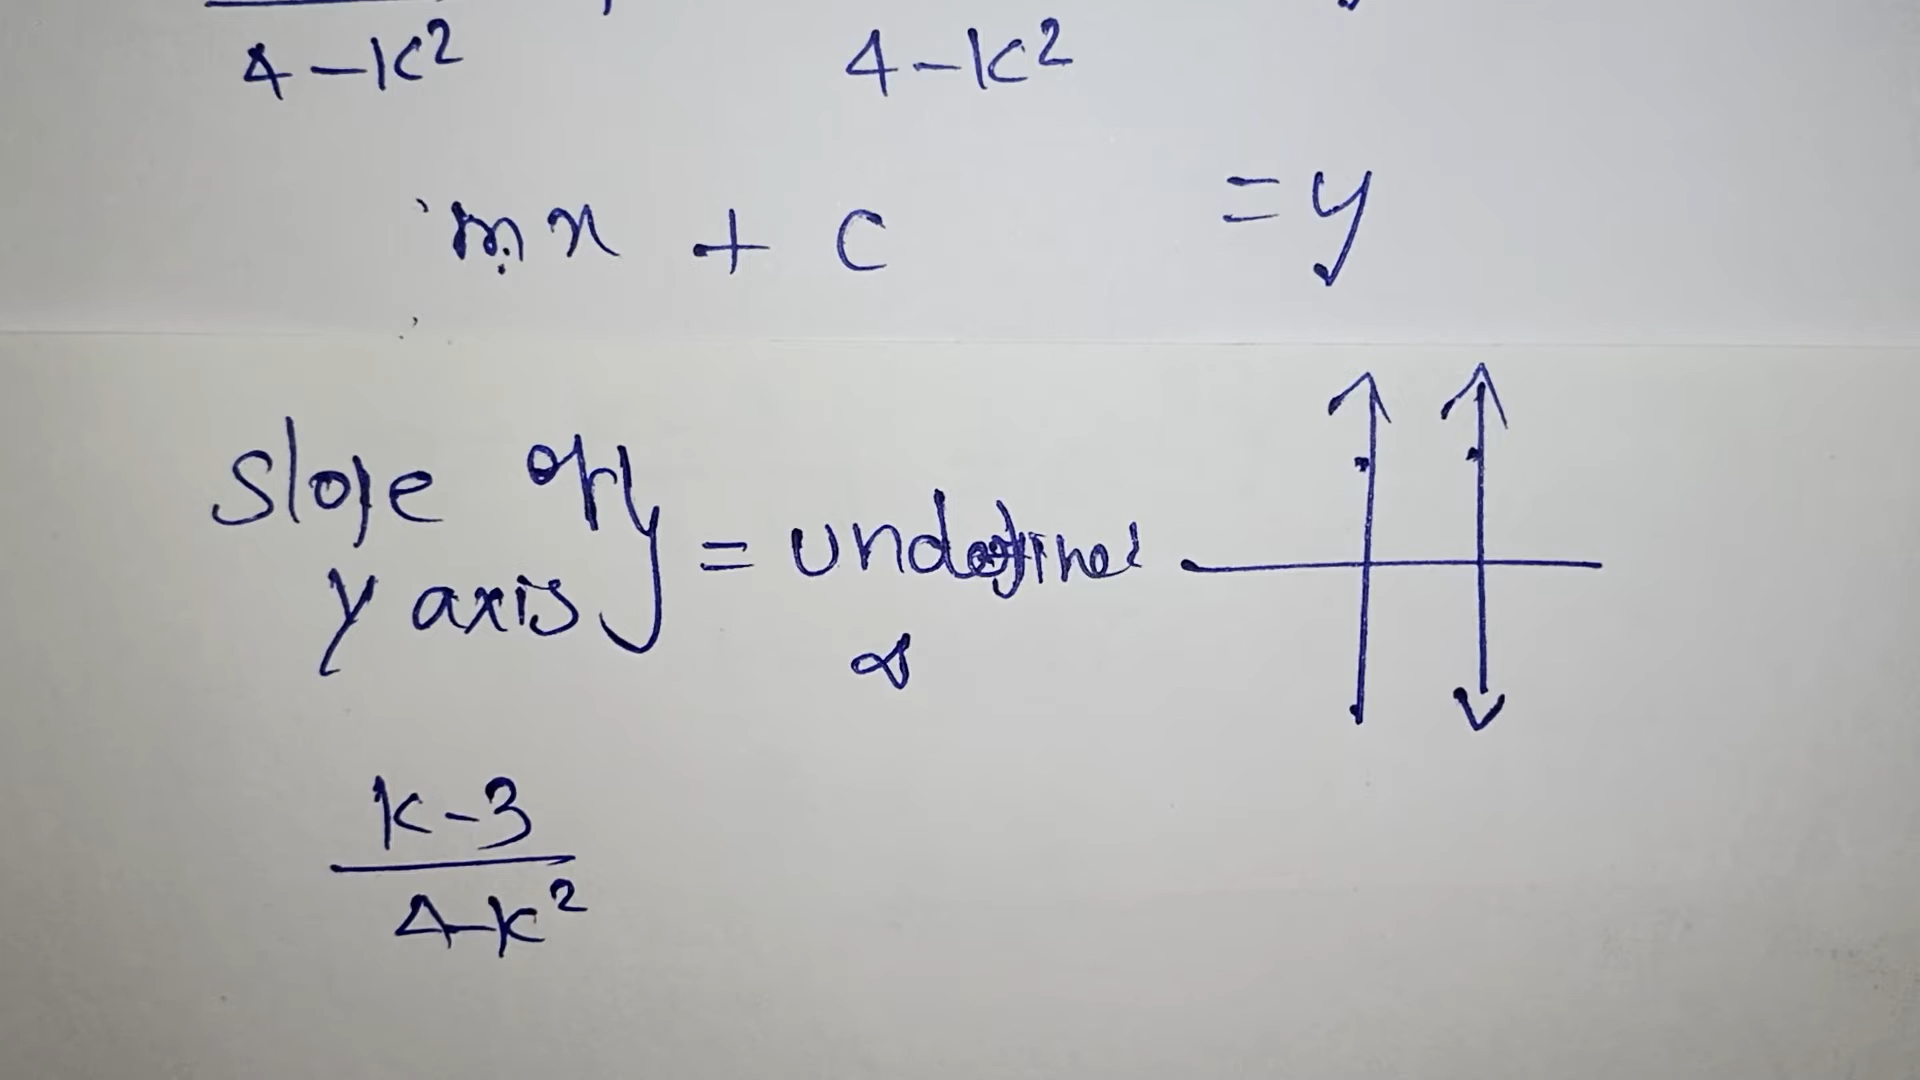 4-k² 4-k²
mx + c = y
slope of y axis } = undefined
∞
k-3
4-k²